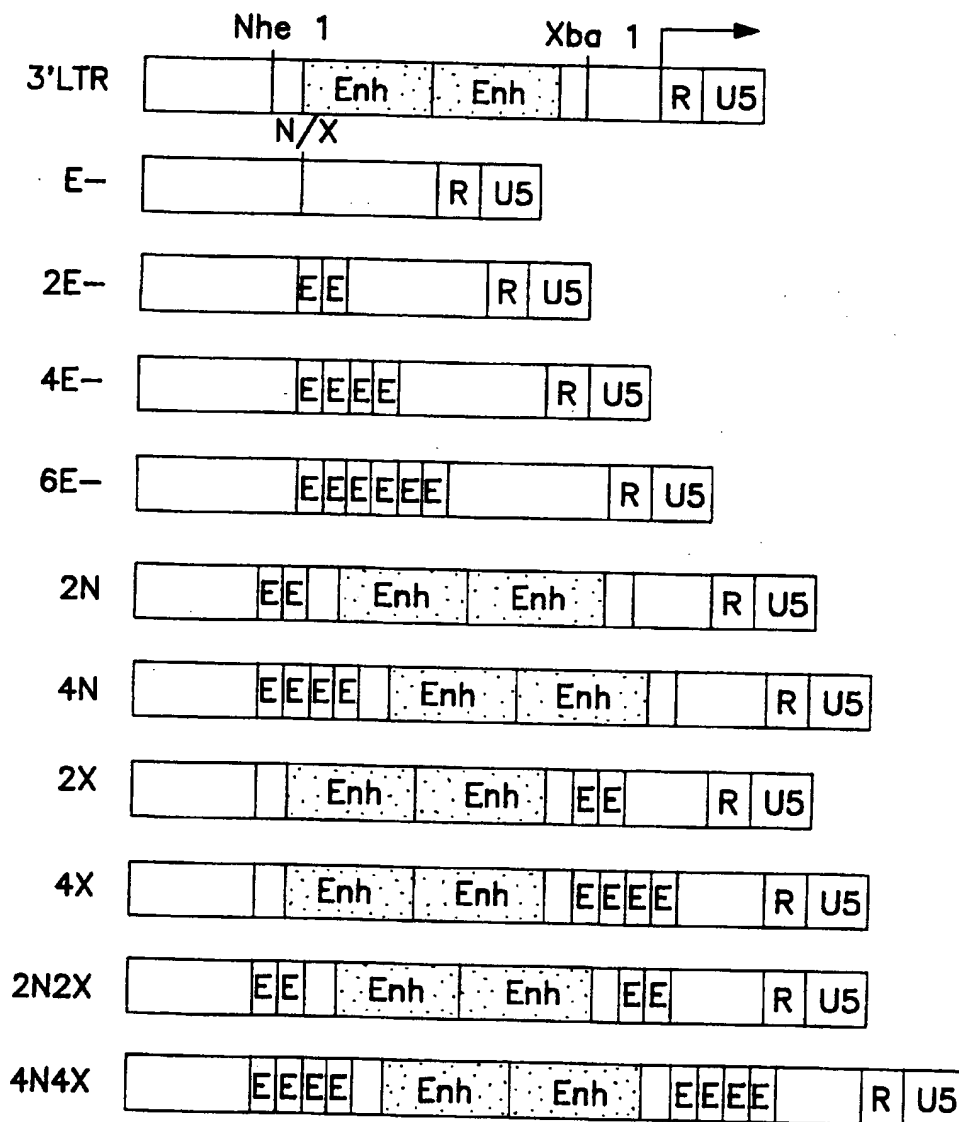 Nhe 1 Xba 1
3'LTR Enh Enh R U5
N/X
E– R U5
2E– E E R U5
4E– E E E E R U5
6E– E E E E E E R U5
2N E E Enh Enh R U5
4N E E E E Enh Enh R U5
2X Enh Enh E E R U5
4X Enh Enh E E E E R U5
2N2X E E Enh Enh E E R U5
4N4X E E E E Enh Enh E E E E R U5